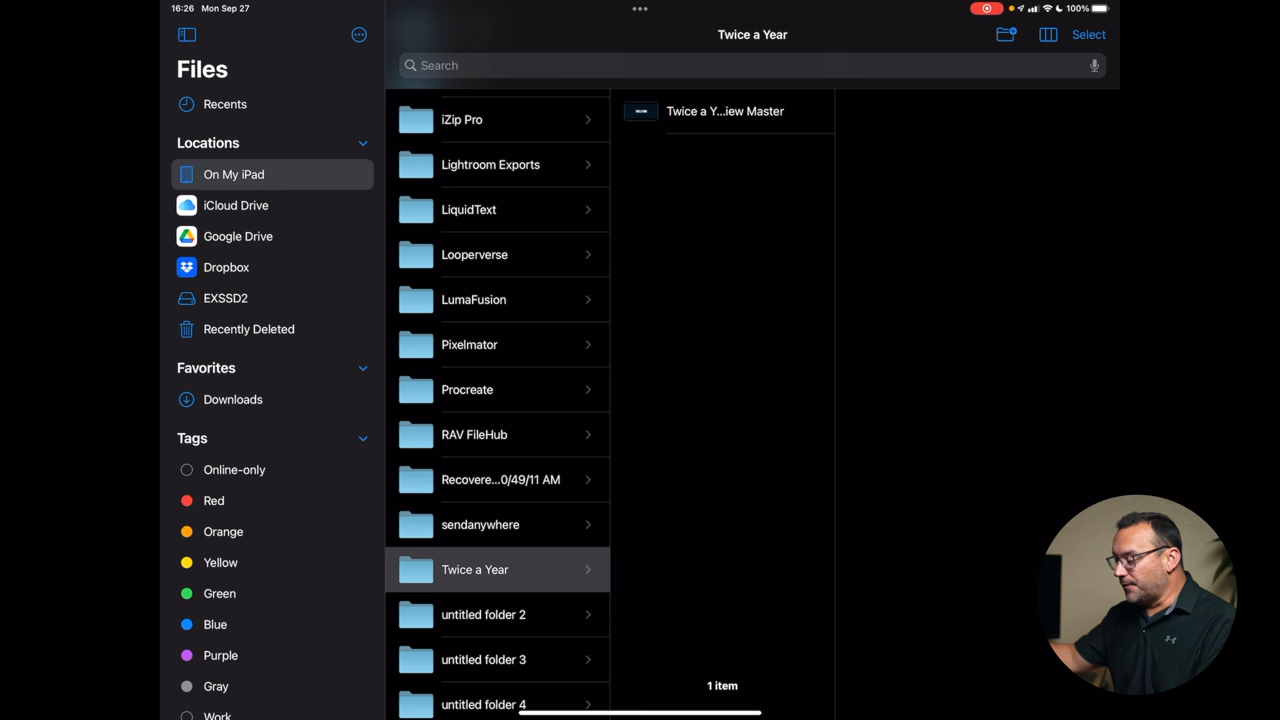 16:26 Mon Sep 27
100%
Files
Recents
Locations
On My iPad
iCloud Drive
Google Drive
Dropbox
EXSSD2
Recently Deleted
Favorites
Downloads
Tags
Online-only
Red
Orange
Yellow
Green
Blue
Purple
Gray
Work
Twice a Year
Select
Search
iZip Pro
Lightroom Exports
LiquidText
Looperverse
LumaFusion
Pixelmator
Procreate
RAV FileHub
Recovere...0/49/11 AM
sendanywhere
Twice a Year
untitled folder 2
untitled folder 3
untitled folder 4
Twice a Y...iew Master
1 item